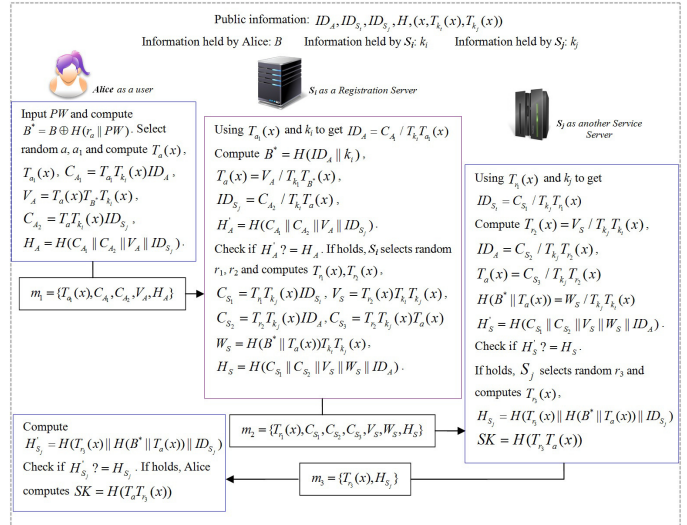 Public information: ID_A, ID_{S_i}, ID_{S_j}, H, (x, T_{k_i}(x), T_{k_j}(x))
Information held by Alice: B Information held by S_i: k_i Information held by S_j: k_j
Alice as a user
S_i as a Registration Server
S_j as another Service
Server
Input PW and compute
B^* = B ⊕ H(r_a || PW). Select
random a, a_1 and compute T_a(x),
T_{a_1}(x), C_{A_1} = T_{a_1}T_{k_i}(x)ID_A,
V_A = T_a(x)T_{B^*}T_{k_i}(x),
C_{A_2} = T_aT_{k_i}(x)ID_{S_j},
H_A = H(C_{A_1} || C_{A_2} || V_A || ID_{S_j}).
m_1 = {T_{a_1}(x), C_{A_1}, C_{A_2}, V_A, H_A}
Using T_{a_1}(x) and k_i to get ID_A = C_{A_1} / T_{k_i}T_{a_1}(x)
Compute B^* = H(ID_A || k_i),
T_a(x) = V_A / T_{k_i}T_{B^*}(x),
ID_{S_j} = C_{A_2} / T_{k_i}T_a(x),
H_A^' = H(C_{A_1} || C_{A_2} || V_A || ID_{S_j}).
Check if H_A^' ? = H_A. If holds, S_i selects random
r_1, r_2 and computes T_{r_1}(x), T_{r_2}(x),
C_{S_1} = T_{r_1}T_{k_j}(x)ID_{S_i}, V_S = T_{r_2}(x)T_{k_i}T_{k_j}(x),
C_{S_2} = T_{r_2}T_{k_j}(x)ID_A, C_{S_3} = T_{r_2}T_{k_j}(x)T_a(x)
W_S = H(B^* || T_a(x))T_{k_i}T_{k_j}(x),
H_S = H(C_{S_1} || C_{S_2} || V_S || W_S || ID_A).
m_2 = {T_{r_1}(x), C_{S_1}, C_{S_2}, C_{S_3}, V_S, W_S, H_S}
Using T_{r_1}(x) and k_j to get
ID_{S_i} = C_{S_1} / T_{k_j}T_{r_1}(x)
Compute T_{r_2}(x) = V_S / T_{k_j}T_{k_i}(x),
ID_A = C_{S_2} / T_{k_j}T_{r_2}(x),
T_a(x) = C_{S_3} / T_{k_j}T_{r_2}(x)
H(B^* || T_a(x)) = W_S / T_{k_j}T_{k_i}(x)
H_S^' = H(C_{S_1} || C_{S_2} || V_S || W_S || ID_A).
Check if H_S^' ? = H_S.
If holds, S_j selects random r_3 and
computes T_{r_3}(x),
H_{S_j} = H(T_{r_3}(x) || H(B^* || T_a(x)) || ID_{S_j})
SK = H(T_{r_3}T_a(x))
m_3 = {T_{r_3}(x), H_{S_j}}
Compute
H_{S_j}^' = H(T_{r_3}(x) || H(B^* || T_a(x)) || ID_{S_j})
Check if H_{S_j}^' ? = H_{S_j}. If holds, Alice
computes SK = H(T_aT_{r_3}(x))